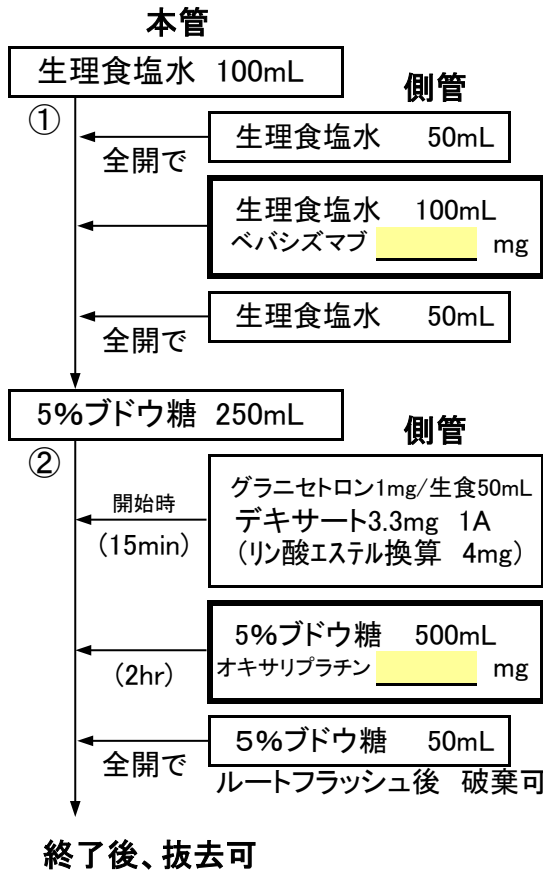 本管
生理食塩水 100mL
側管
①
生理食塩水 50mL
全開で
生理食塩水 100mL
ベバシズマブ mg
生理食塩水 50mL
全開で
5%ブドウ糖 250mL
側管
②
グラニセトロン1mg/生食50mL
開始時
デキサート3.3mg 1A
(15min)
(リン酸エステル換算 4mg)
5%ブドウ糖 500mL
オキサリプラチン mg
(2hr)
5%ブドウ糖 50mL
全開で
ルートフラッシュ後 破棄可
終了後、抜去可